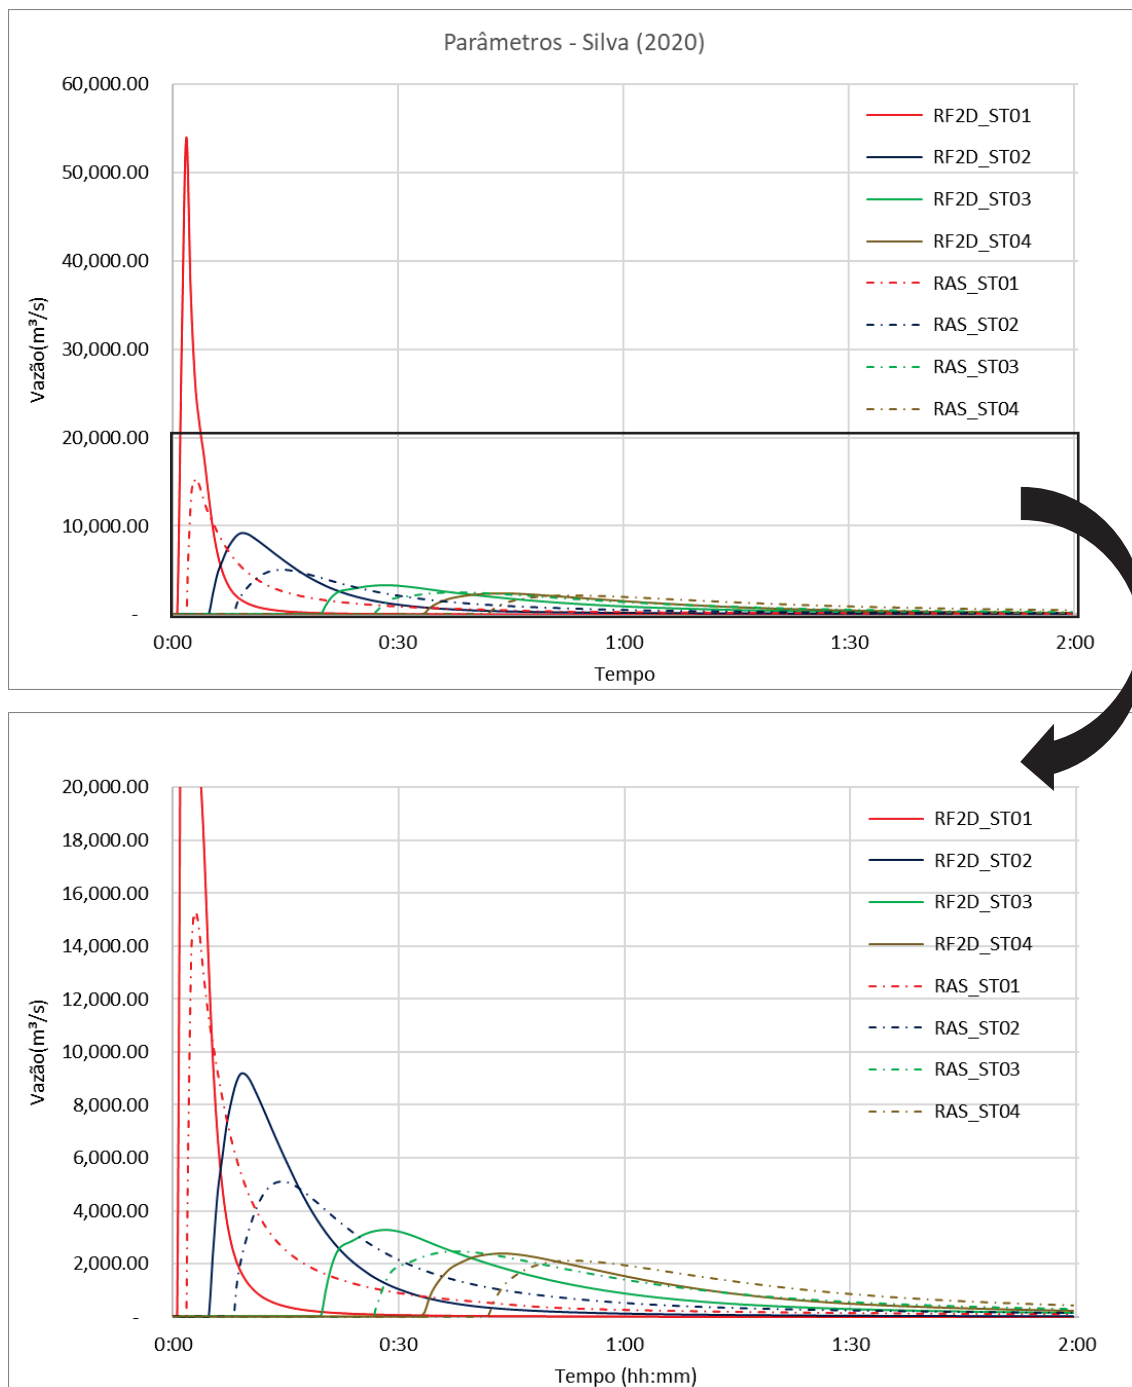 Parâmetros - Silva (2020)
60,000.00
50,000.00
40,000.00
30,000.00
20,000.00
10,000.00
-
Vazão(m³/s)
RF2D_ST01
RF2D_ST02
RF2D_ST03
RF2D_ST04
RAS_ST01
RAS_ST02
RAS_ST03
RAS_ST04
0:00 0:30 1:00 1:30 2:00
Tempo
20,000.00
18,000.00
16,000.00
14,000.00
12,000.00
10,000.00
8,000.00
6,000.00
4,000.00
2,000.00
-
Vazão(m³/s)
RF2D_ST01
RF2D_ST02
RF2D_ST03
RF2D_ST04
RAS_ST01
RAS_ST02
RAS_ST03
RAS_ST04
0:00 0:30 1:00 1:30 2:00
Tempo (hh:mm)